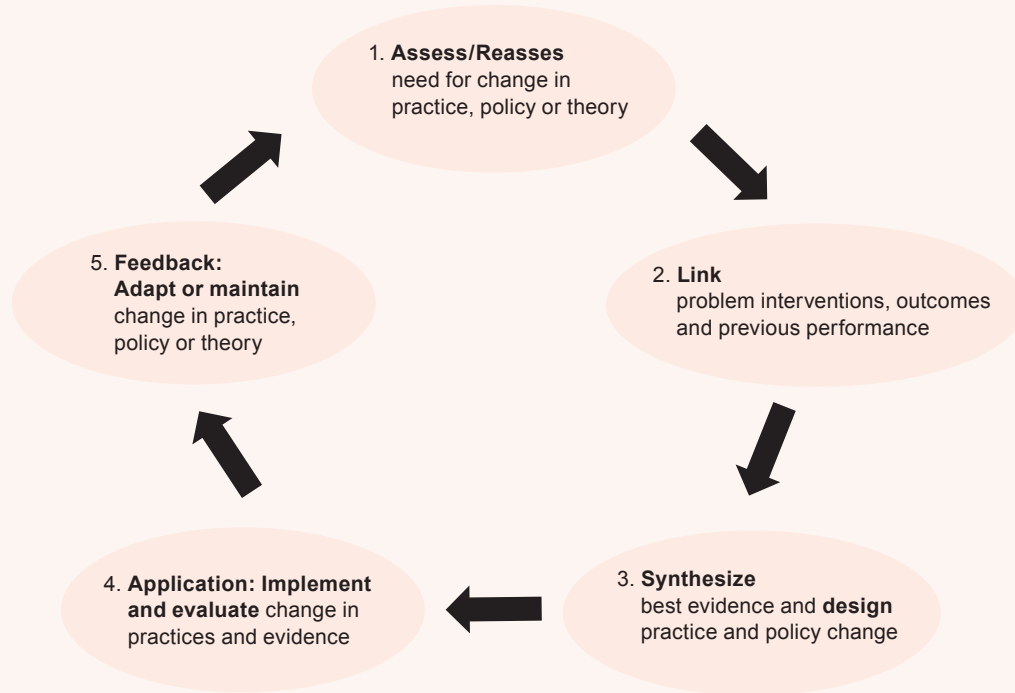 1. Assess/Reasses
need for change in
practice, policy or theory
2. Link
problem interventions, outcomes
and previous performance
3. Synthesize
best evidence and design
practice and policy change
4. Application: Implement
and evaluate change in
practices and evidence
5. Feedback:
Adapt or maintain
change in practice,
policy or theory